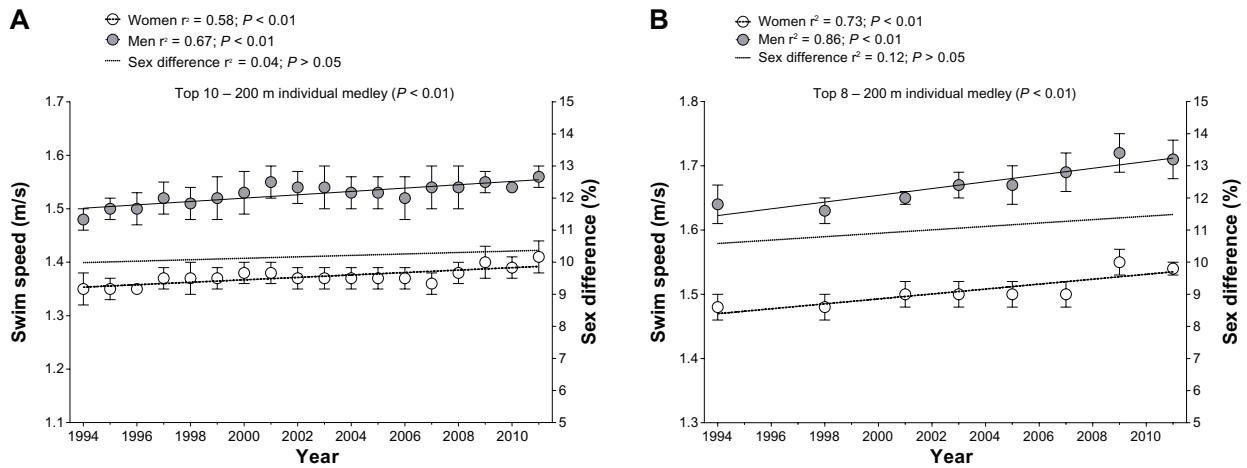 A
Women r² = 0.58; P < 0.01
Men r² = 0.67; P < 0.01
Sex difference r² = 0.04; P > 0.05
Top 10 – 200 m individual medley (P < 0.01)
Swim speed (m/s)
1.7
1.6
1.5
1.4
1.3
1.2
1.1
15
14
13
12
11
10
9
8
7
6
5
Sex difference (%)
1994 1996 1998 2000 2002 2004 2006 2008 2010
Year
B
Women r² = 0.73; P < 0.01
Men r² = 0.86; P < 0.01
Sex difference r² = 0.12; P > 0.05
Top 8 – 200 m individual medley (P < 0.01)
Swim speed (m/s)
1.8
1.7
1.6
1.5
1.4
1.3
15
14
13
12
11
10
9
8
7
6
5
Sex difference (%)
1994 1996 1998 2000 2002 2004 2006 2008 2010
Year